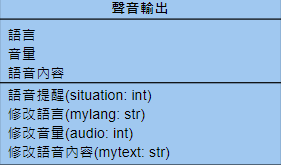 聲音輸出
語言
音量
語音內容
語音提醒(situation: int)
修改語言(mylang: str)
修改音量(audio: int)
修改語音內容(mytext: str)